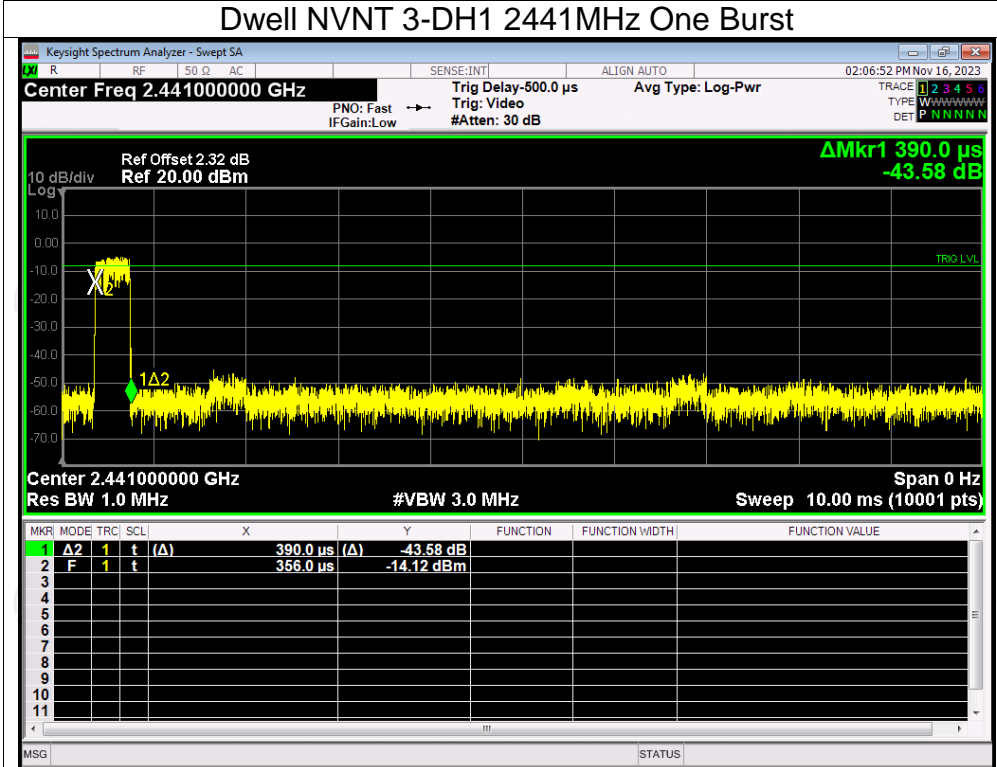 Dwell NVNT 3-DH1 2441MHz One Burst
Keysight Spectrum Analyzer - Swept SA
LXI R RF 50 Ω AC SENSE:INT ALIGN AUTO 02:06:52 PM Nov 16, 2023
Center Freq 2.441000000 GHz Trig Delay-500.0 µs Avg Type: Log-Pwr TRACE 1 2 3 4 5 6
PNO: Fast Trig: Video TYPE WWWWWW
IFGain:Low #Atten: 30 dB DET P N N N N N
ΔMkr1 390.0 µs
-43.58 dB
Ref Offset 2.32 dB
10 dB/div Ref 20.00 dBm
Log
10.0
0.00
TRIG LVL
-10.0
2
-20.0
-30.0
-40.0
1Δ2
-50.0
-60.0
-70.0
Center 2.441000000 GHz Span 0 Hz
Res BW 1.0 MHz #VBW 3.0 MHz Sweep 10.00 ms (10001 pts)
MKR MODE TRC SCL X Y FUNCTION FUNCTION WIDTH FUNCTION VALUE
1 Δ2 1 t (Δ) 390.0 µs (Δ) -43.58 dB
2 F 1 t 356.0 µs -14.12 dBm
3
4
5
6
7
8
9
10
11
MSG STATUS